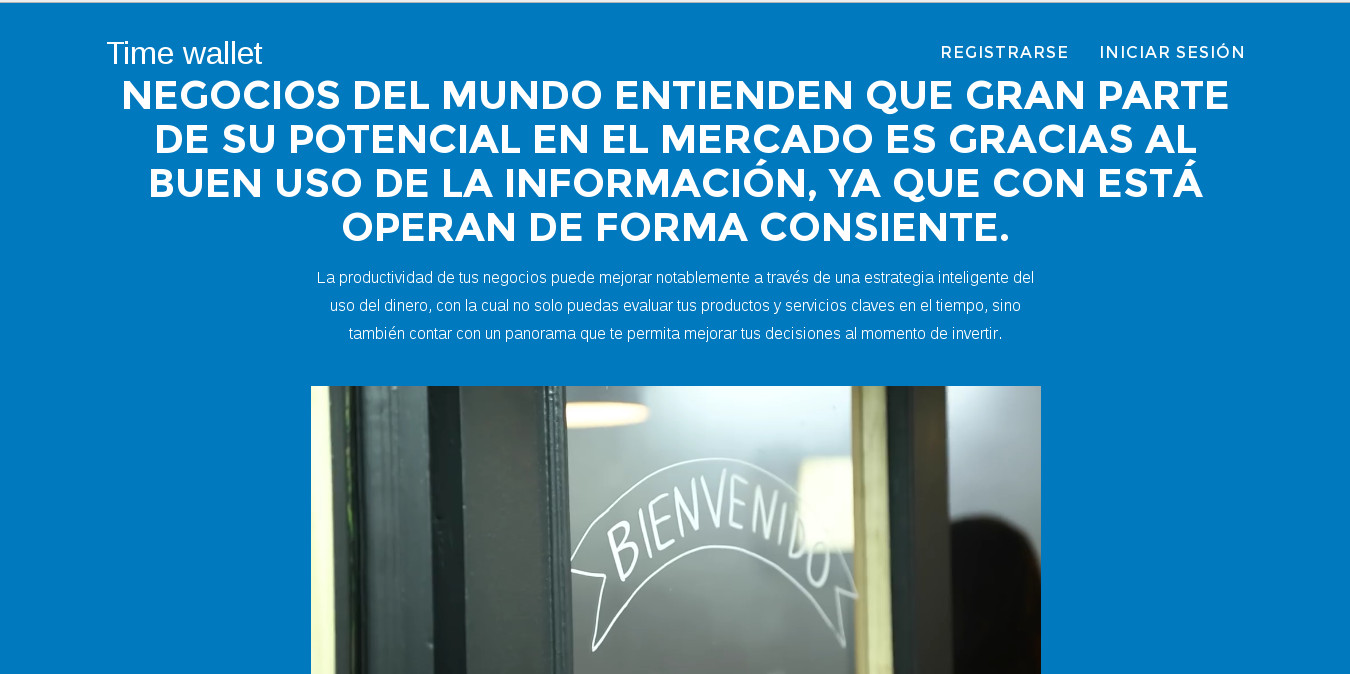 Time wallet
REGISTRARSE INICIAR SESIÓN
NEGOCIOS DEL MUNDO ENTIENDEN QUE GRAN PARTE
DE SU POTENCIAL EN EL MERCADO ES GRACIAS AL
BUEN USO DE LA INFORMACIÓN, YA QUE CON ESTÁ
OPERAN DE FORMA CONSIENTE.
La productividad de tus negocios puede mejorar notablemente a través de una estrategia inteligente del
uso del dinero, con la cual no solo puedas evaluar tus productos y servicios claves en el tiempo, sino
también contar con un panorama que te permita mejorar tus decisiones al momento de invertir.
BIENVENIDO